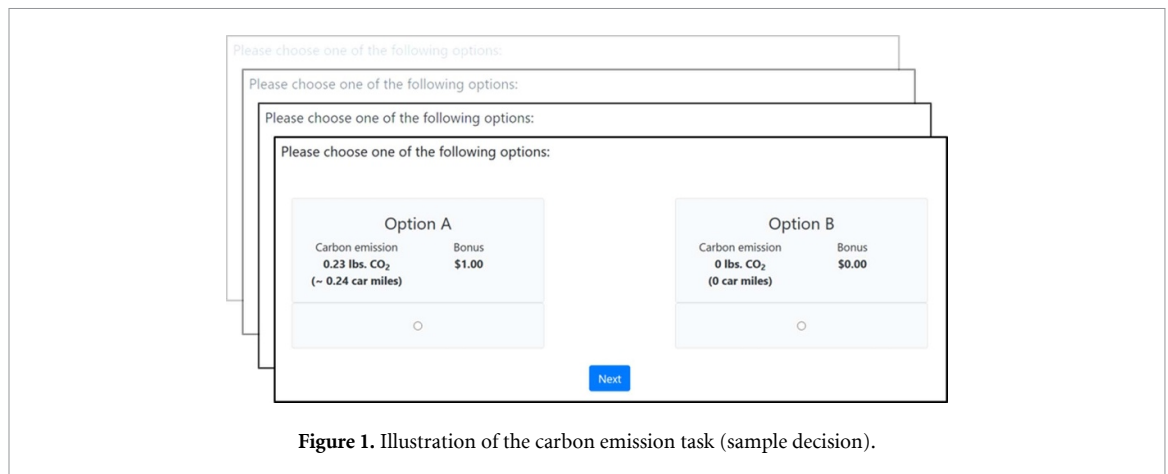 Please choose one of the following options:
Please choose one of the following options:
Please choose one of the following options:
Please choose one of the following options:
Option A
Carbon emission Bonus
0.23 lbs. CO₂ $1.00
(~ 0.24 car miles)
Option B
Carbon emission Bonus
0 lbs. CO₂ $0.00
(0 car miles)
Next
Figure 1. Illustration of the carbon emission task (sample decision).